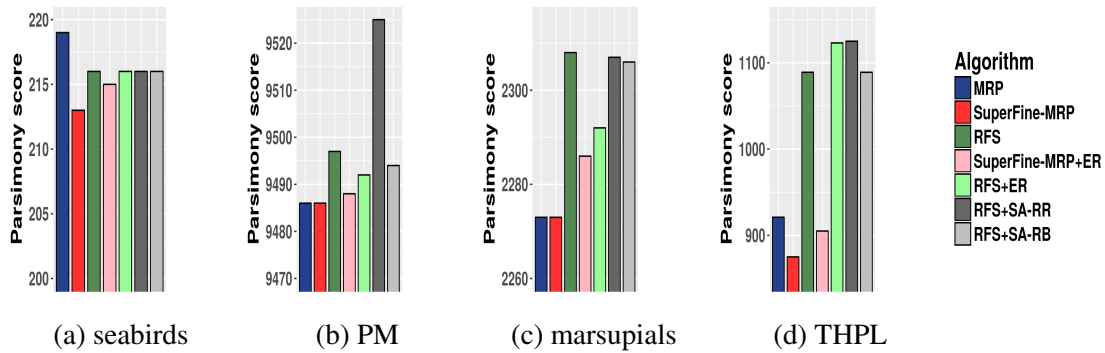 Parsimony score
220
215
210
205
200
(a) seabirds
Parsimony score
9520
9510
9500
9490
9480
9470
(b) PM
Parsimony score
2300
2280
2260
(c) marsupials
Parsimony score
1100
1000
900
(d) THPL
Algorithm
MRP
SuperFine-MRP
RFS
SuperFine-MRP+ER
RFS+ER
RFS+SA-RR
RFS+SA-RB